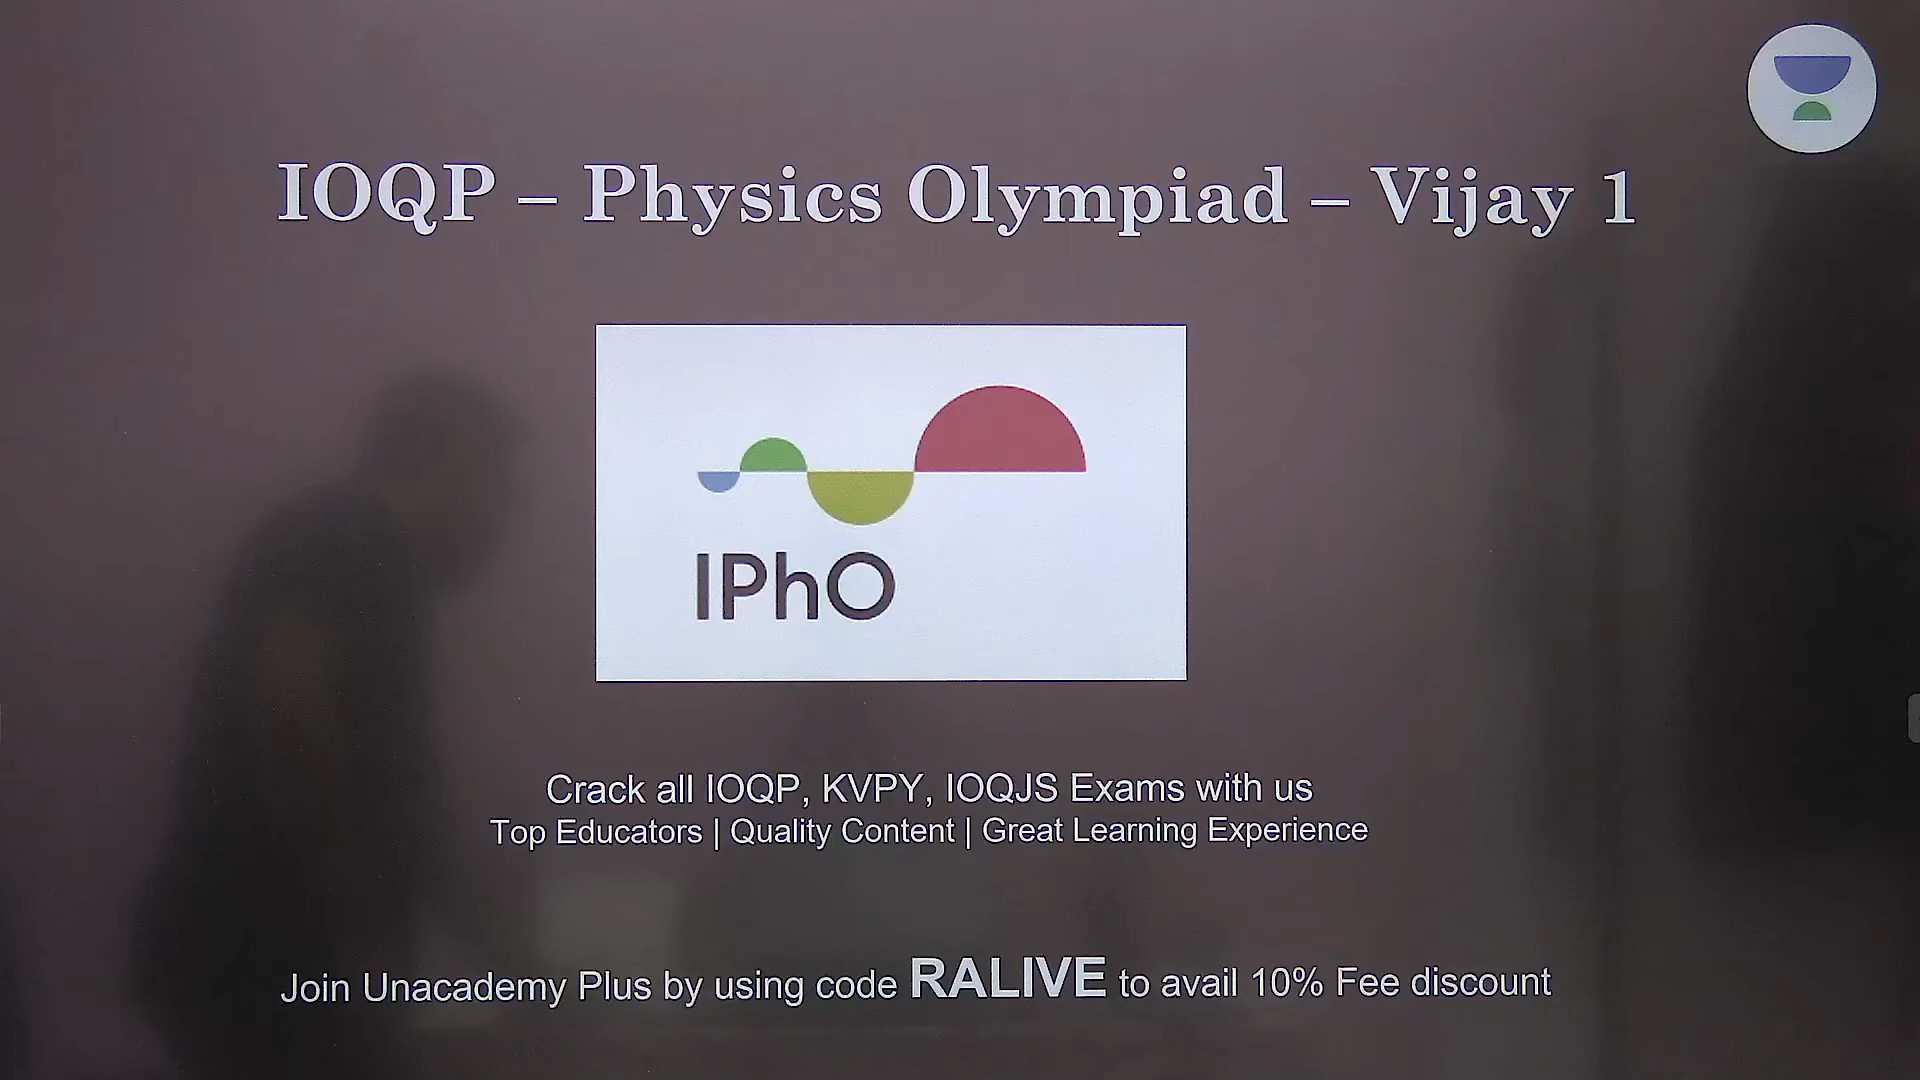 IOQP – Physics Olympiad – Vijay 1
IPhO
Crack all IOQP, KVPY, IOQJS Exams with us
Top Educators | Quality Content | Great Learning Experience
Join Unacademy Plus by using code RALIVE to avail 10% Fee discount